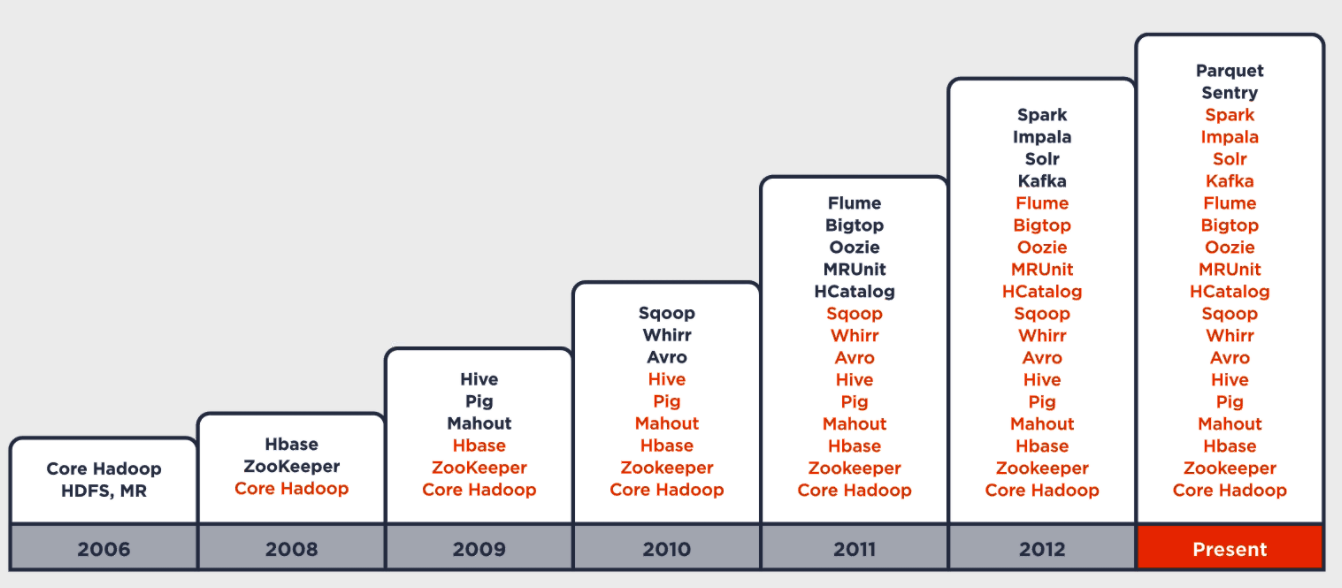 Core Hadoop
HDFS, MR
2006
Hbase
ZooKeeper
Core Hadoop
2008
Hive
Pig
Mahout
Hbase
ZooKeeper
Core Hadoop
2009
Sqoop
Whirr
Avro
Hive
Pig
Mahout
Hbase
Zookeeper
Core Hadoop
2010
Flume
Bigtop
Oozie
MRUnit
HCatalog
Sqoop
Whirr
Avro
Hive
Pig
Mahout
Hbase
Zookeeper
Core Hadoop
2011
Spark
Impala
Solr
Kafka
Flume
Bigtop
Oozie
MRUnit
HCatalog
Sqoop
Whirr
Avro
Hive
Pig
Mahout
Hbase
Zookeeper
Core Hadoop
2012
Parquet
Sentry
Spark
Impala
Solr
Kafka
Flume
Bigtop
Oozie
MRUnit
HCatalog
Sqoop
Whirr
Avro
Hive
Pig
Mahout
Hbase
Zookeeper
Core Hadoop
Present